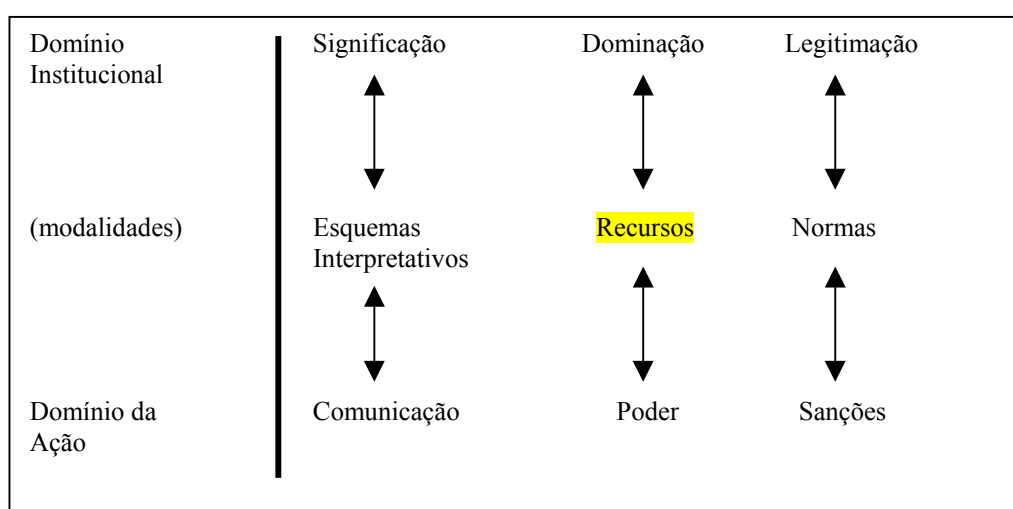 Domínio Institucional Significação Dominação Legitimação
(modalidades) Esquemas Interpretativos Recursos Normas
Domínio da Ação Comunicação Poder Sanções